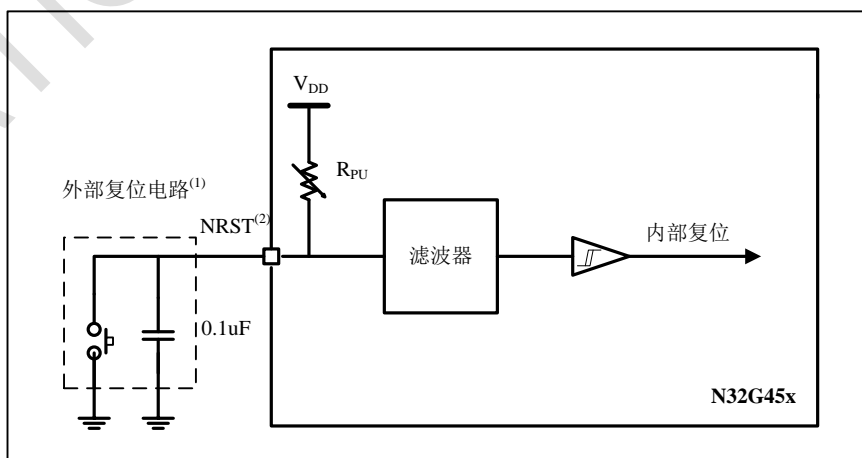 V_DD
R_PU
外部复位电路(1)
NRST(2)
内部复位
滤波器
0.1uF
N32G45x